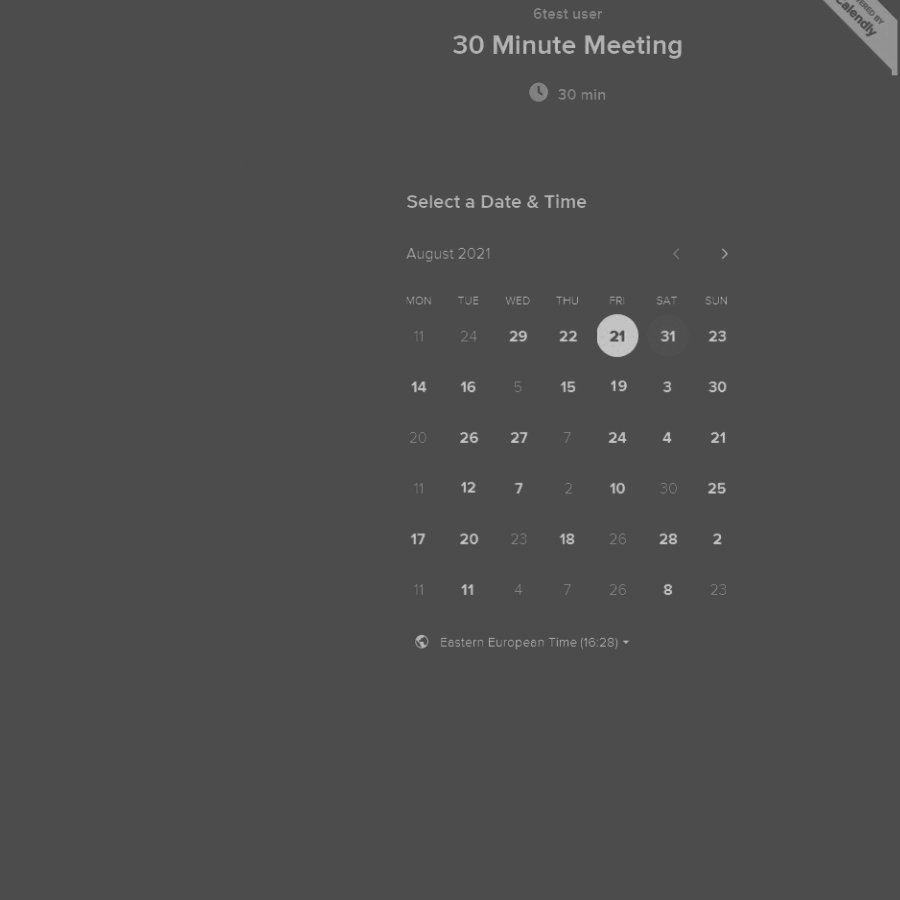 6test user
30 Minute Meeting
30 min
Calendly
Select a Date & Time
August 2021
MON TUE WED THU FRI SAT SUN
11 24 29 22 21 31 23
14 16 5 15 19 3 30
20 26 27 7 24 4 21
11 12 7 2 10 30 25
17 20 23 18 26 28 2
11 11 4 7 26 8 23
Eastern European Time (16:28)